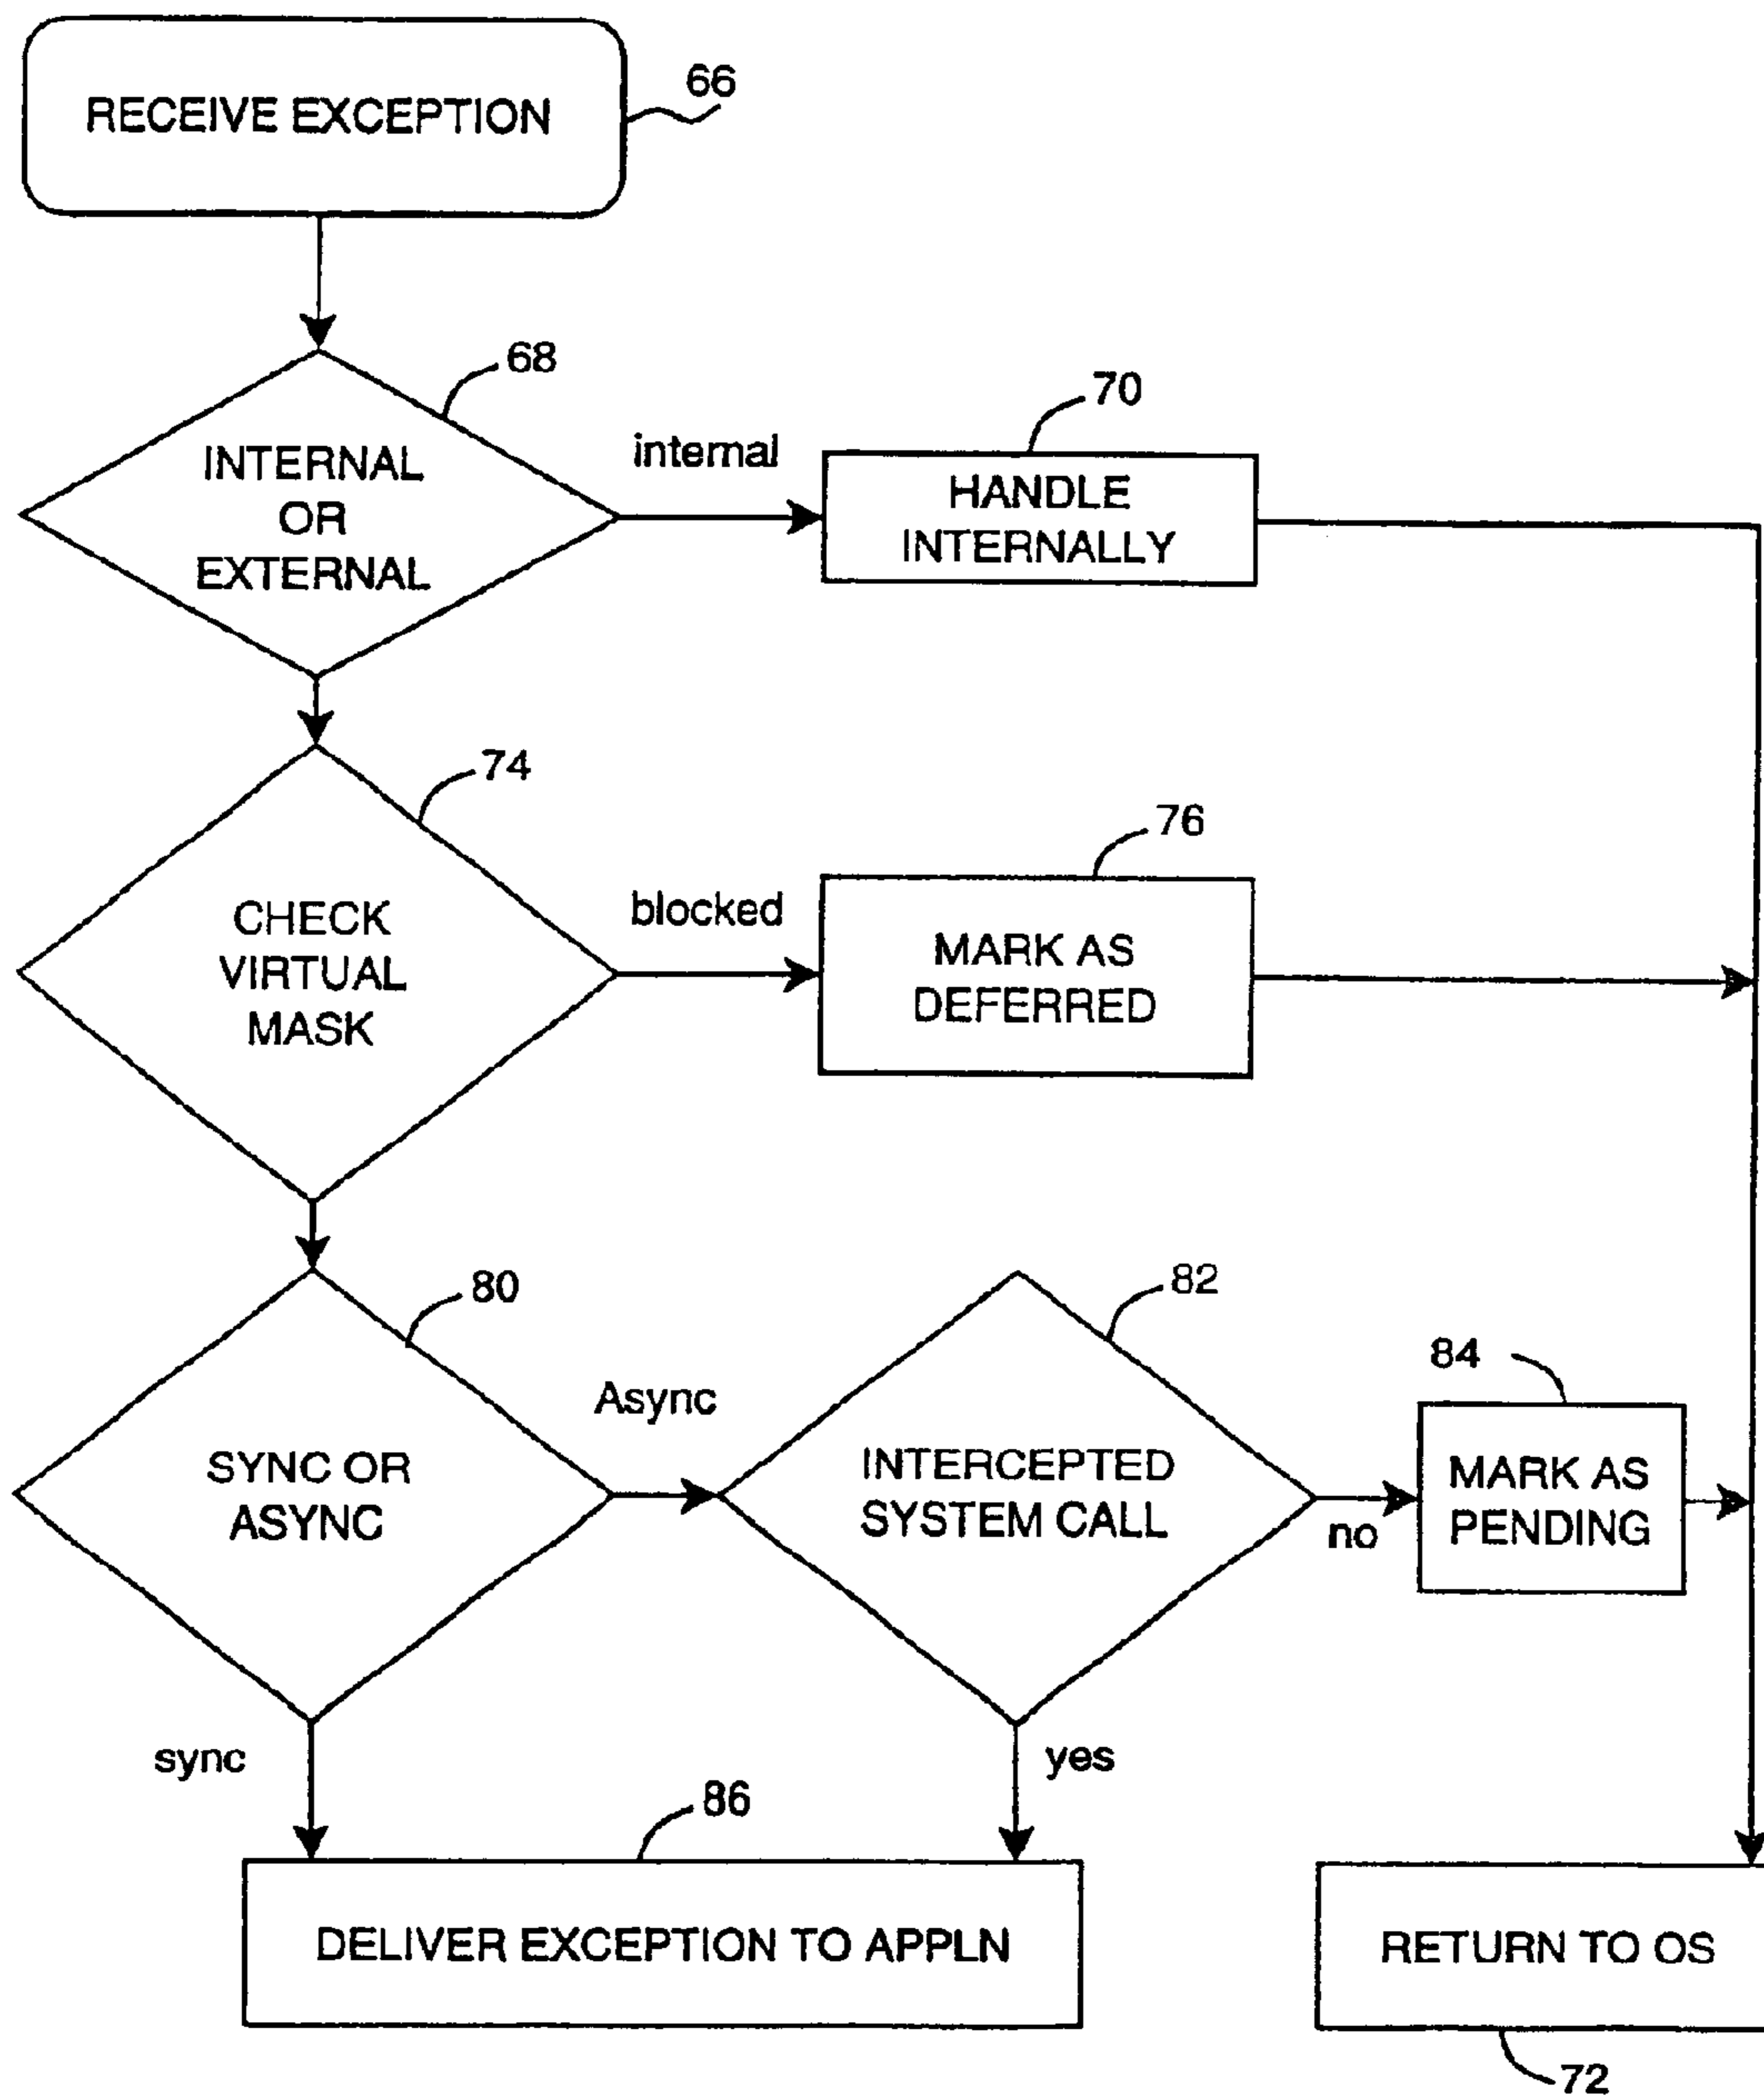 RECEIVE EXCEPTION
66
68
INTERNAL
OR
EXTERNAL
internal
70
HANDLE
INTERNALLY
74
CHECK
VIRTUAL
MASK
blocked
76
MARK AS
DEFERRED
80
SYNC OR
ASYNC
Async
82
INTERCEPTED
SYSTEM CALL
no
84
MARK AS
PENDING
sync
yes
86
DELIVER EXCEPTION TO APPLN
RETURN TO OS
72